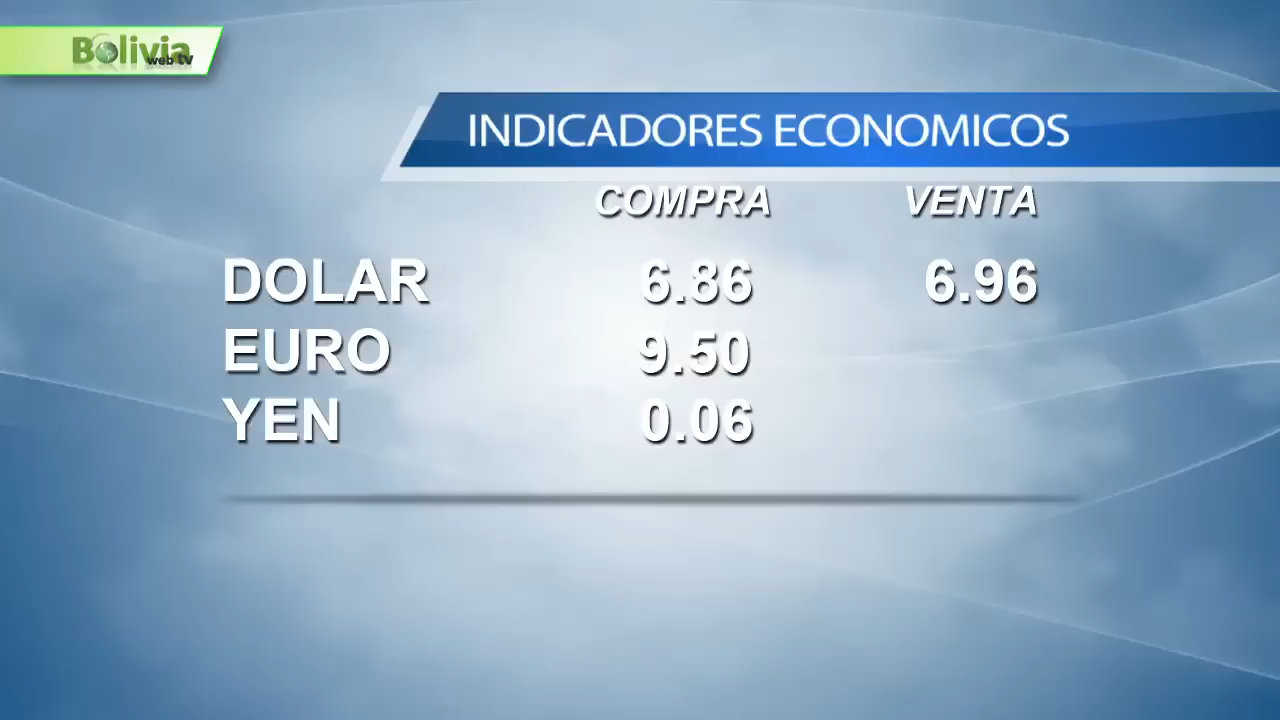 Bolivia
web tv
INDICADORES ECONOMICOS
COMPRA VENTA
DOLAR 6.86 6.96
EURO 9.50
YEN 0.06